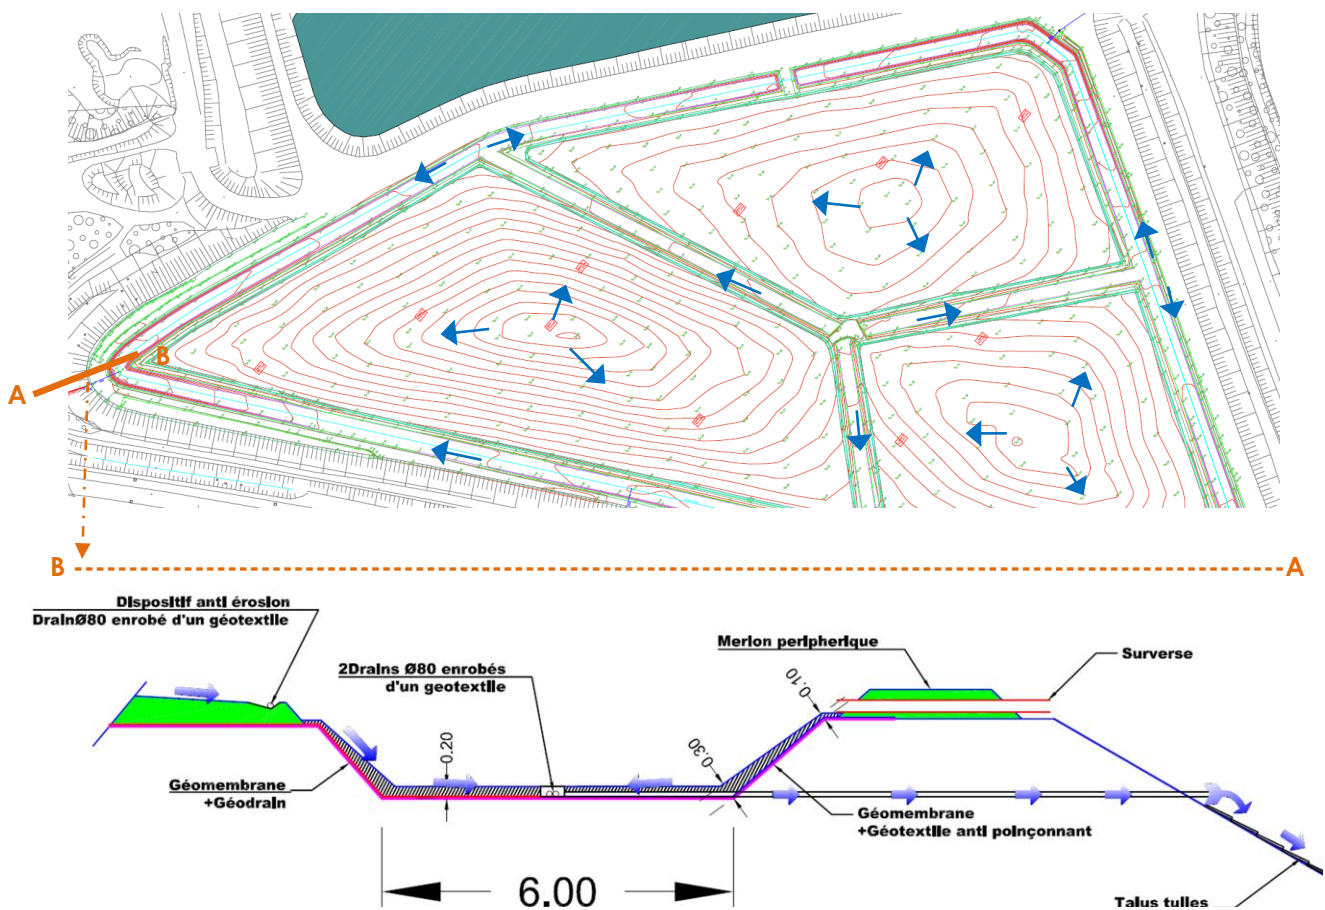 B
A
B
A
Dispositif anti érosion
DrainØ80 enrobé d'un géotextile
2Drains Ø80 enrobés
d'un geotextile
Merlon peripherique
Surverse
0.10
0.20
0.30
Géomembrane
+Géodrain
Géomembrane
+Géotextile anti poinçonnant
6.00
Talus tulles